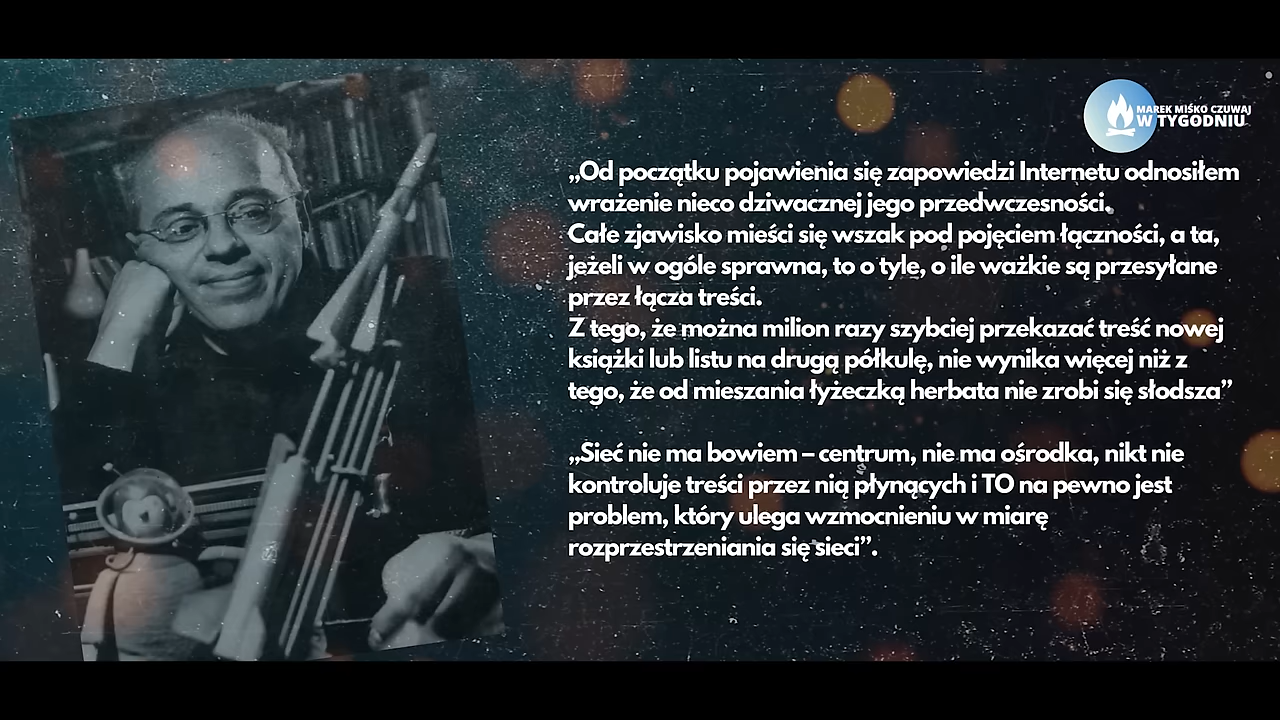 MAREK MIŚKO CZUWAJ
W TYGODNIU
„Od początku pojawienia się zapowiedzi Internetu odnosiłem
wrażenie nieco dziwacznej jego przedwczesności.
Całe zjawisko mieści się wszak pod pojęciem łączności, a ta,
jeżeli w ogóle sprawna, to o tyle, o ile ważkie są przesyłane
przez łącza treści.
Z tego, że można milion razy szybciej przekazać treść nowej
książki lub listu na drugą półkulę, nie wynika więcej niż z
tego, że od mieszania łyżeczką herbata nie zrobi się słodsza”
„Sieć nie ma bowiem – centrum, nie ma ośrodka, nikt nie
kontroluje treści przez nią płynących i TO na pewno jest
problem, który ulega wzmocnieniu w miarę
rozprzestrzeniania się sieci”.